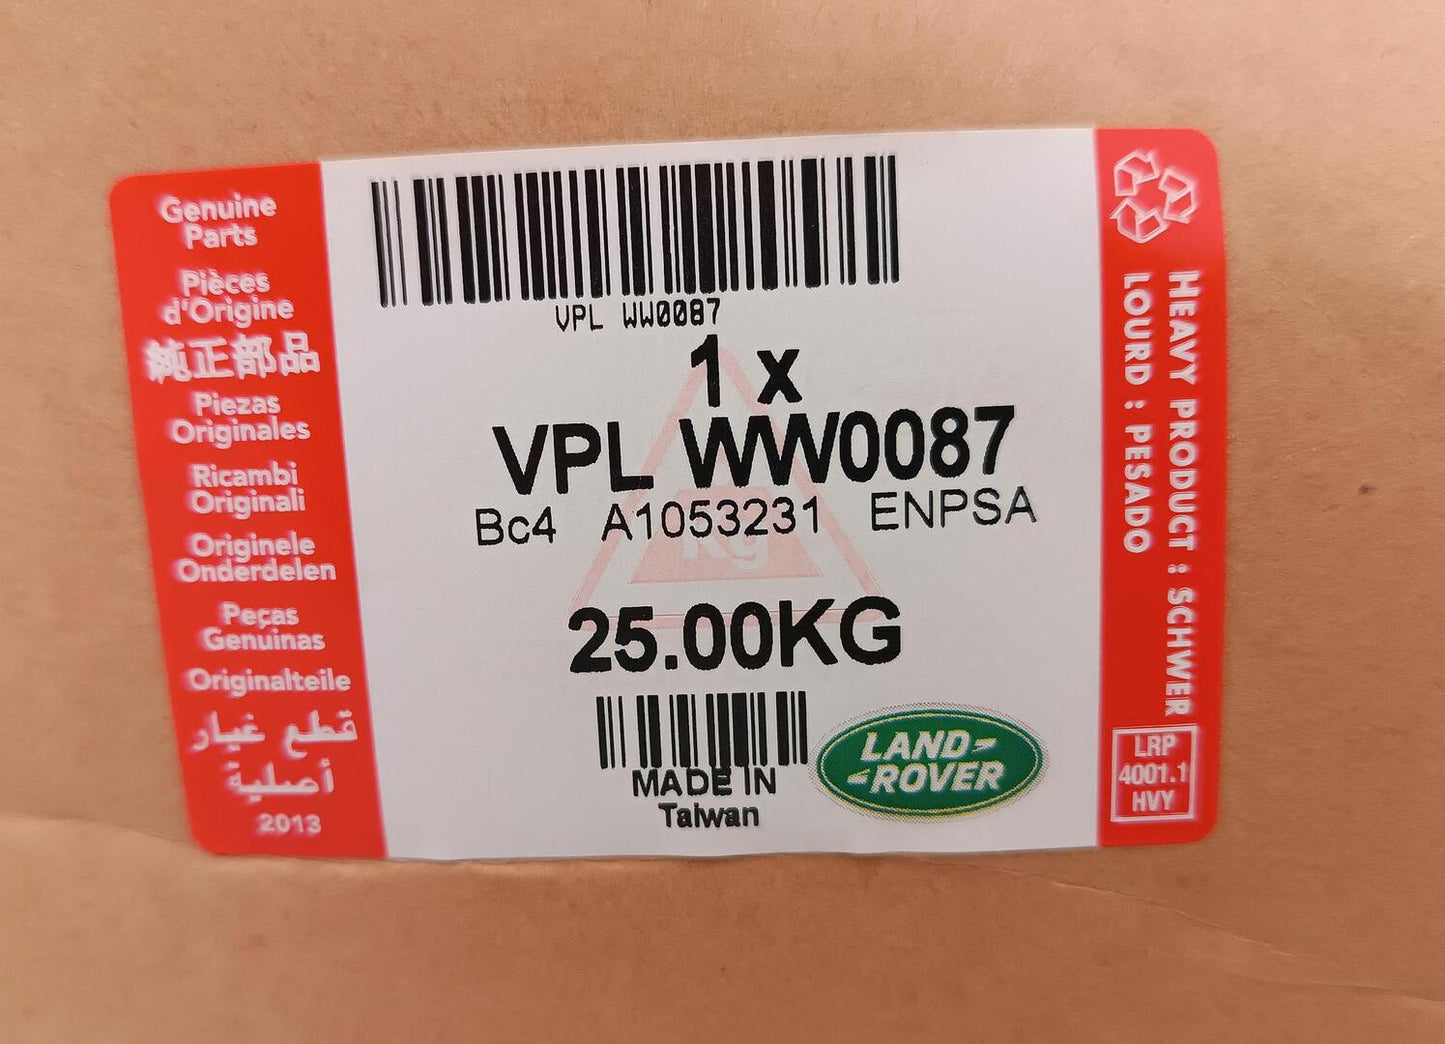 Genuine
Parts
Pièces
d'Origine
純正部品
Piezas
Originales
Ricambi
Originali
Originele
Onderdelen
Peças
Genuinas
Originalteile
قطع غيار
أصلية
2013
VPL WW0087
1 x
VPL WW0087
Bc4 A1053231 ENPSA
Kg
25.00KG
MADE IN
Taiwan
LAND-
-ROVER
HEAVY PRODUCT : SCHWER
LOURD : PESADO
LRP
4001.1
HVY